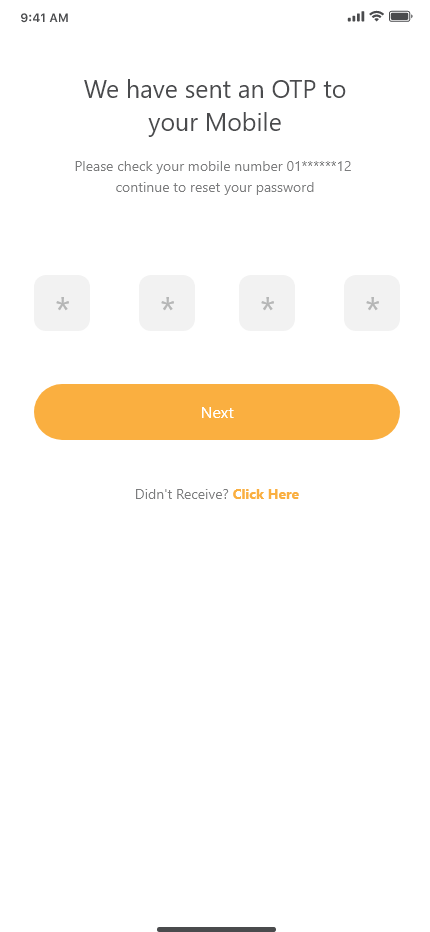 9:41 AM
We have sent an OTP to
your Mobile
Please check your mobile number 01******12
continue to reset your password
* * * *
Next
Didn't Receive? Click Here